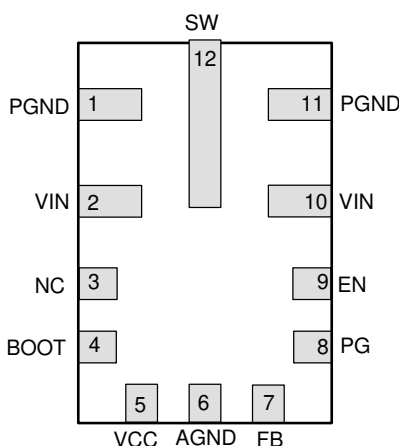 SW
12
PGND 1 11 PGND
VIN 2 10 VIN
NC 3 9 EN
BOOT 4 8 PG
5 6 7
VCC AGND FB